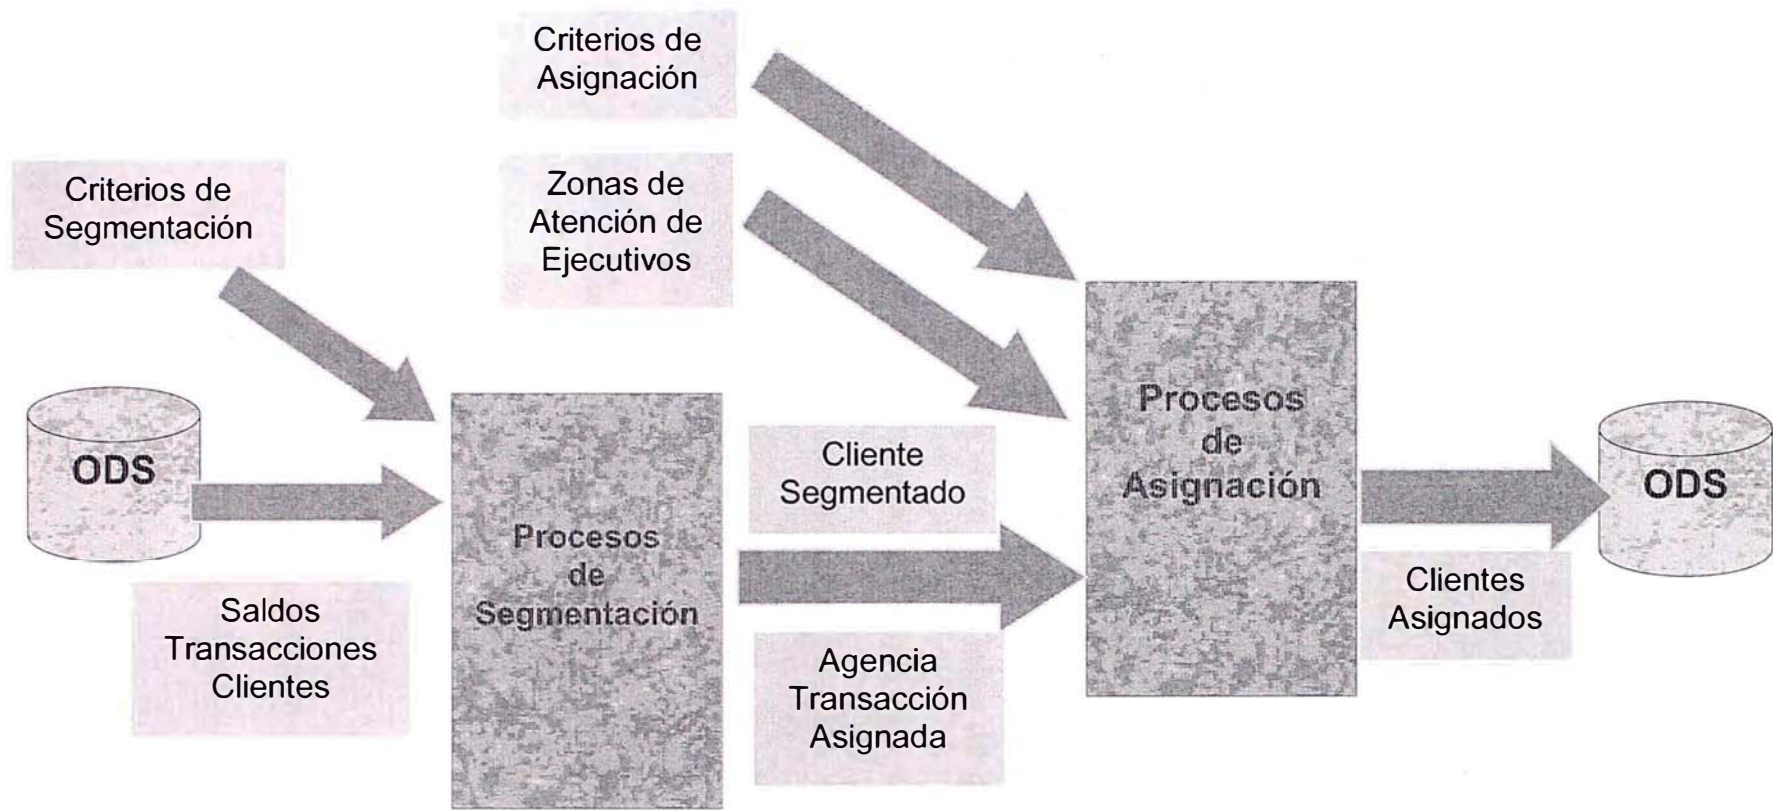 Criterios de
Asignación
Criterios de
Segmentación
Zonas de
Atención de
Ejecutivos
ODS
Saldos
Transacciones
Clientes
Procesos
de
Segmentación
Cliente
Segmentado
Agencia
Transacción
Asignada
Procesos
de
Asignación
Clientes
Asignados
ODS